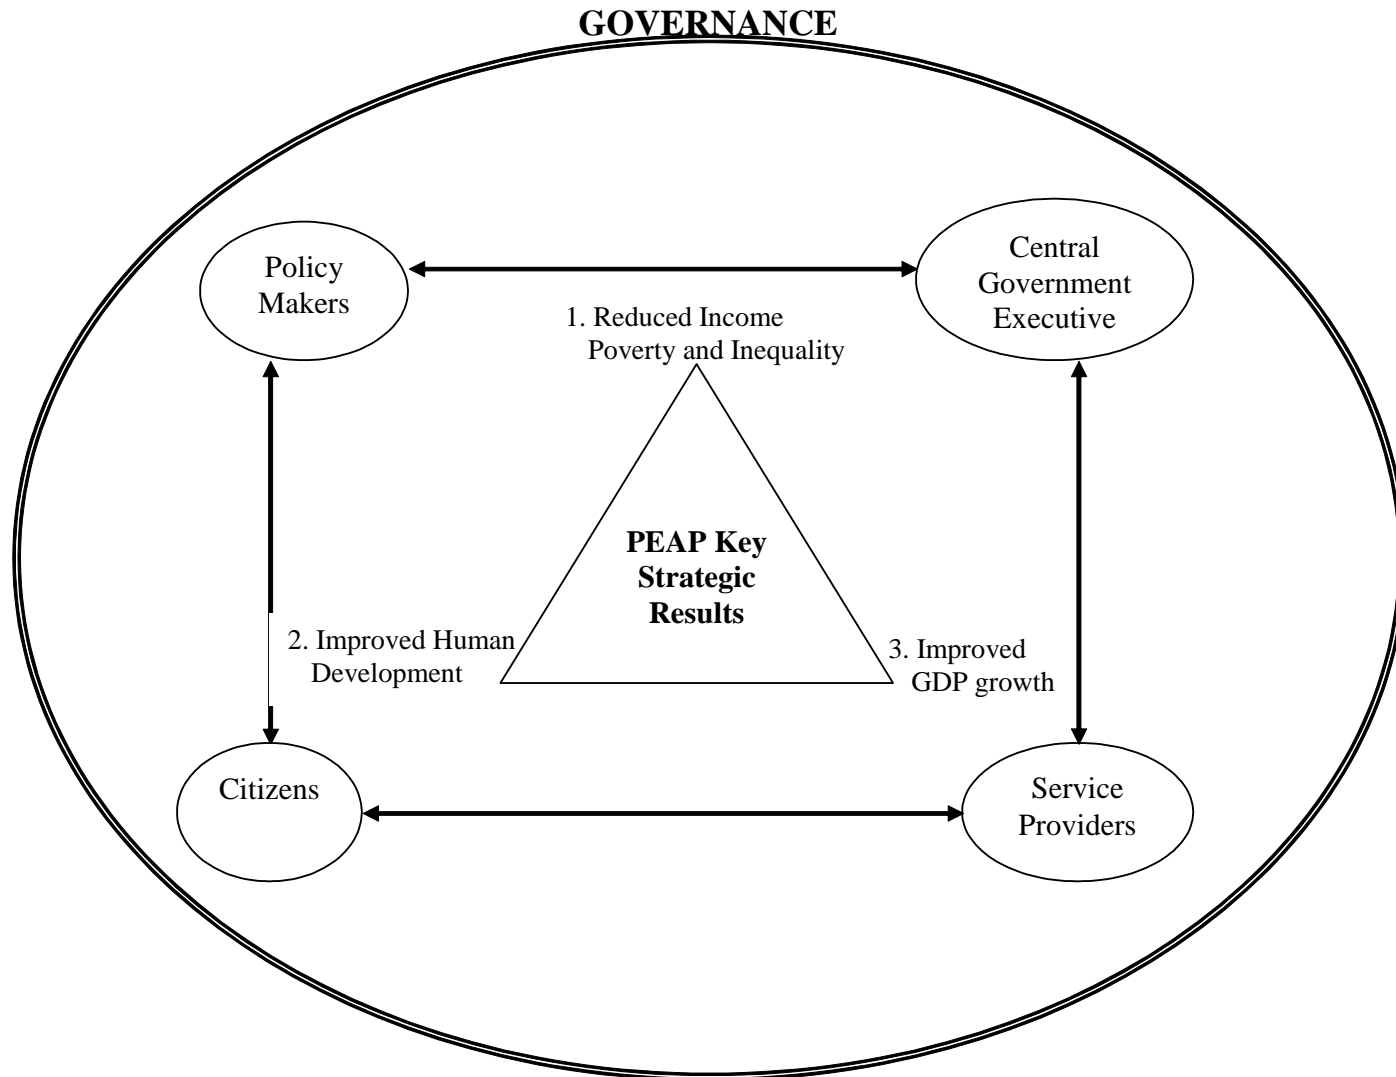 GOVERNANCE
Policy
Makers
Central
Government
Executive
1. Reduced Income
Poverty and Inequality
PEAP Key
Strategic
Results
2. Improved Human
Development
3. Improved
GDP growth
Citizens
Service
Providers